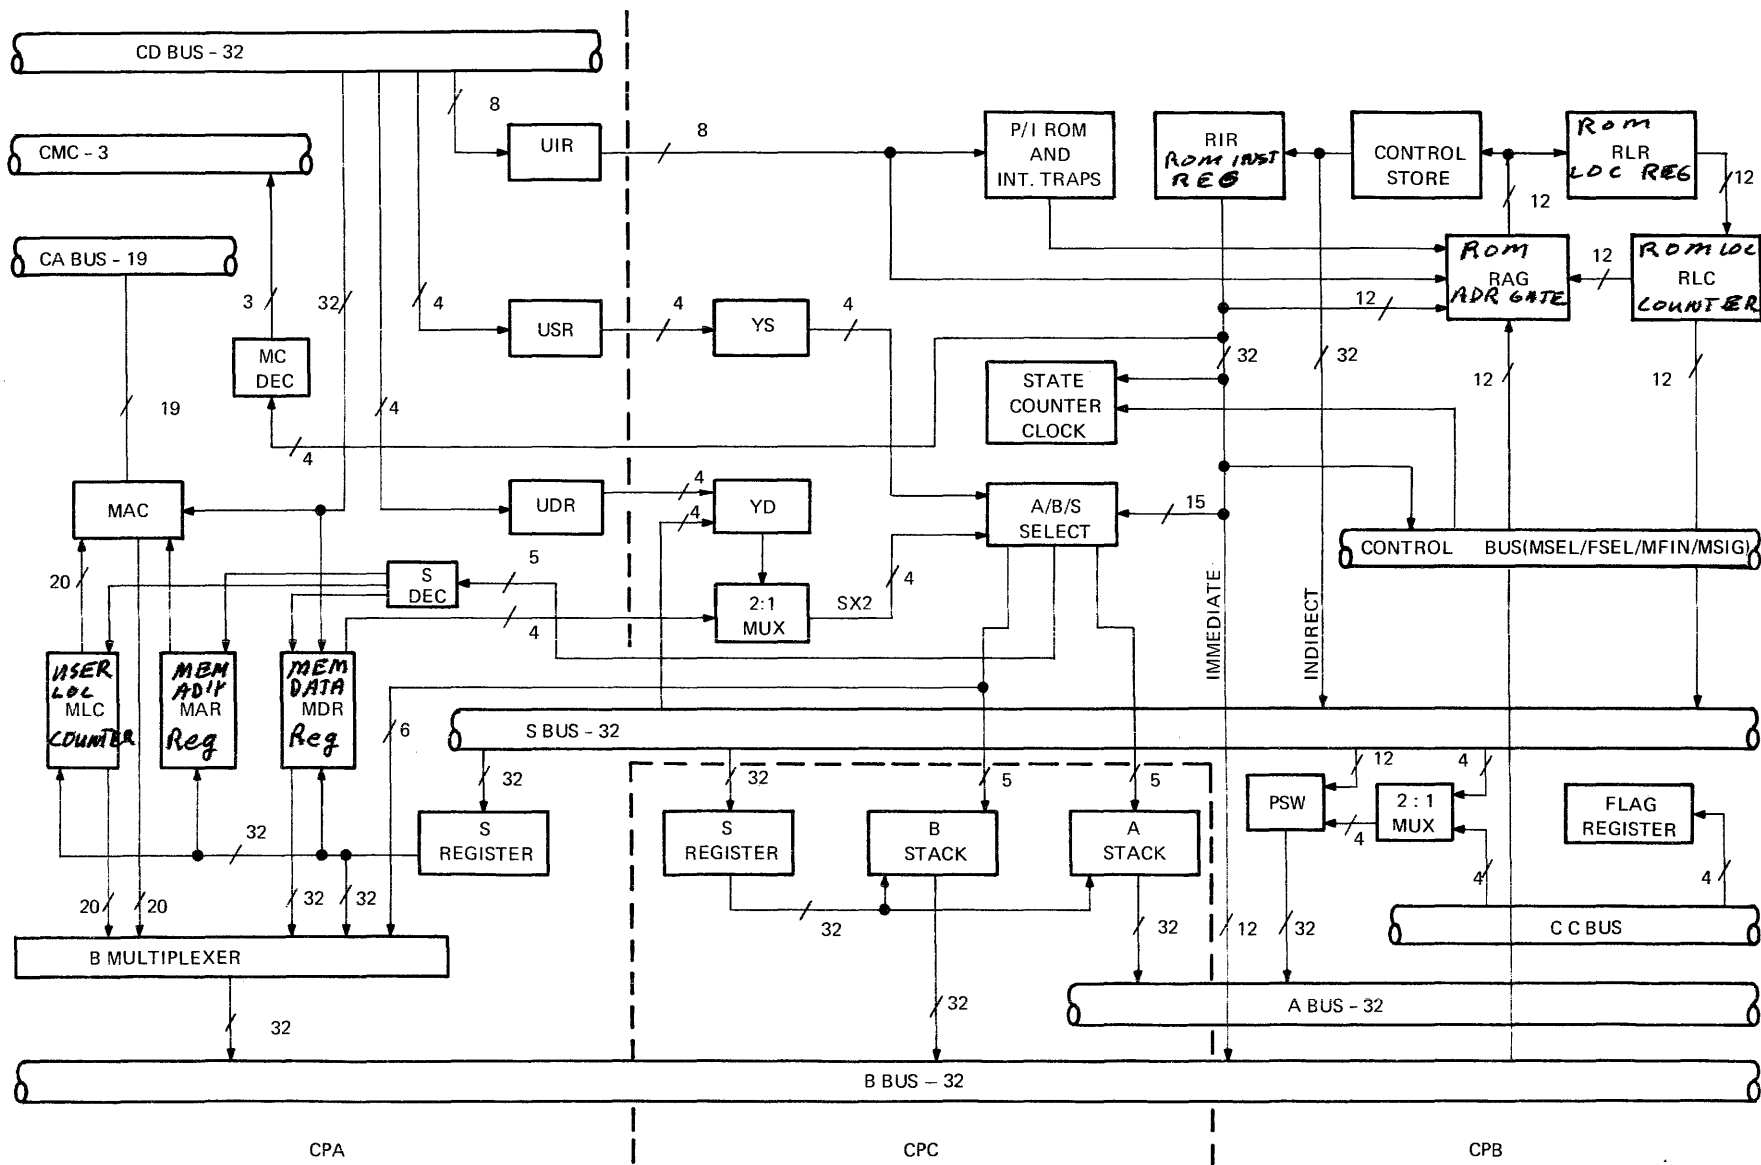 CD BUS - 32
8
CMC - 3
UIR
8
P/I ROM
AND
INT. TRAPS
RIR
ROM INST
REG
CONTROL
STORE
ROM
RLR
LOC REG
12
12
CA BUS - 19
3
32
4
USR
4
YS
4
12
ROM
RAG
ADR GATE
12
ROM LOC
RLC
COUNTER
MC
DEC
19
4
4
STATE
COUNTER
CLOCK
32
32
12
12
MAC
UDR
4
4
YD
A/B/S
SELECT
15
CONTROL BUS(MSEL/FSEL/MFIN/MSIG)
20
S
DEC
5
4
2:1
MUX
SX2
4
IMMEDIATE
INDIRECT
USER
LOC
MLC
COUNTER
MEM
MAR
Reg
MEM
DATA
MDR
Reg
6
S BUS - 32
32
32
5
5
12
4
S
REGISTER
S
REGISTER
B
STACK
A
STACK
PSW
4
2 : 1
MUX
FLAG
REGISTER
32
20
20
32
32
32
32
12
32
4
4
C C BUS
B MULTIPLEXER
32
32
A BUS - 32
B BUS - 32
CPA
CPC
CPB